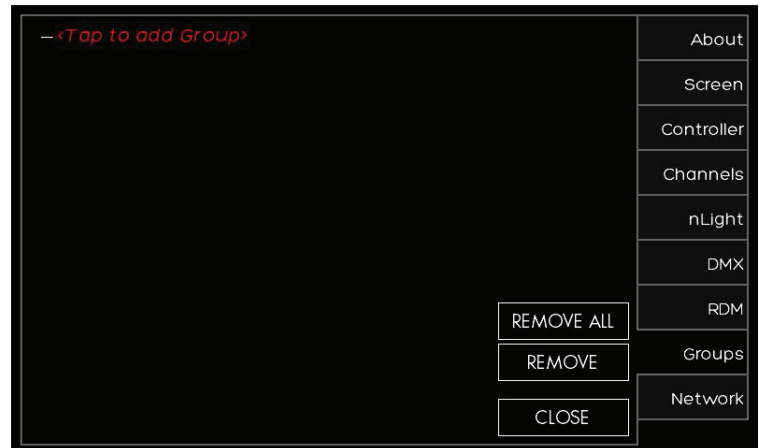 <Tap to add Group>
About
Screen
Controller
Channels
nLight
DMX
RDM
Groups
Network
REMOVE ALL
REMOVE
CLOSE